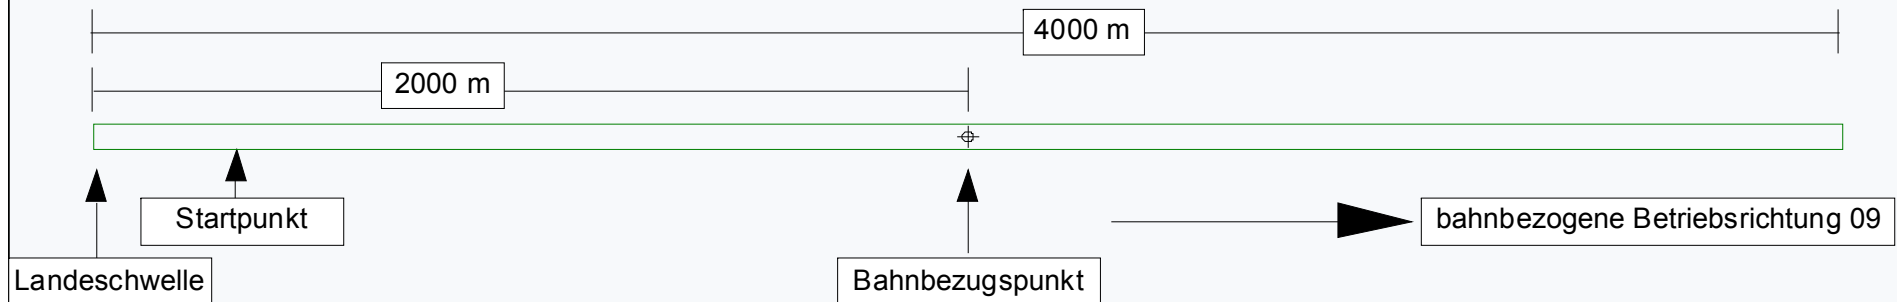 4000 m
2000 m
Startpunkt
bahnbezogene Betriebsrichtung 09
Landeschwelle
Bahnbezugspunkt